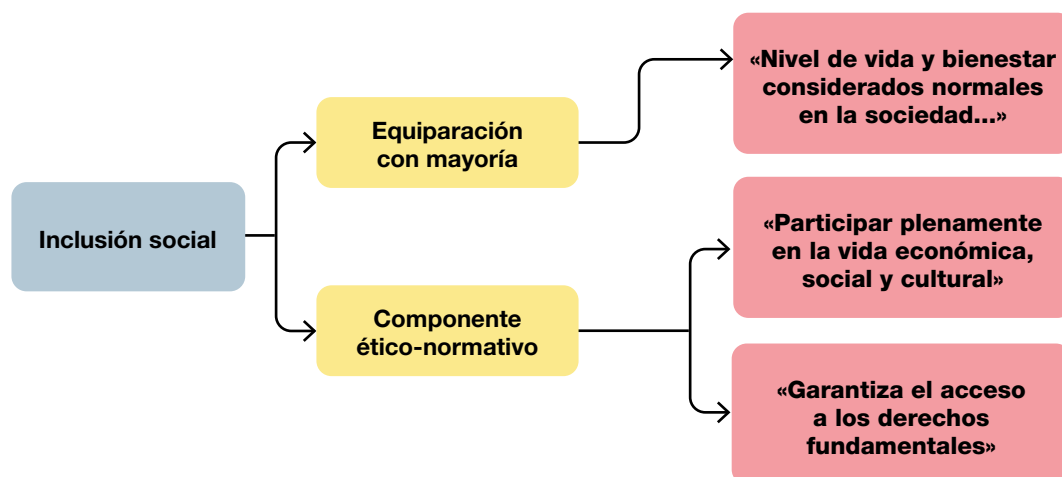 «Nivel de vida y bienestar
considerados normales
en la sociedad...»
Equiparación
con mayoría
Inclusión social
«Participar plenamente
en la vida económica,
social y cultural»
Componente
ético-normativo
«Garantiza el acceso
a los derechos
fundamentales»